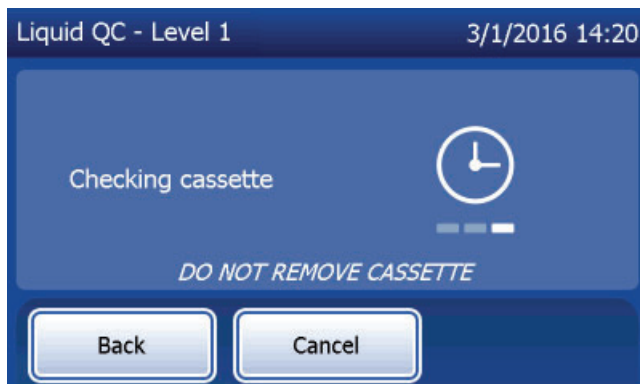 Liquid QC - Level 1 3/1/2016 14:20
Checking cassette
DO NOT REMOVE CASSETTE
Back Cancel